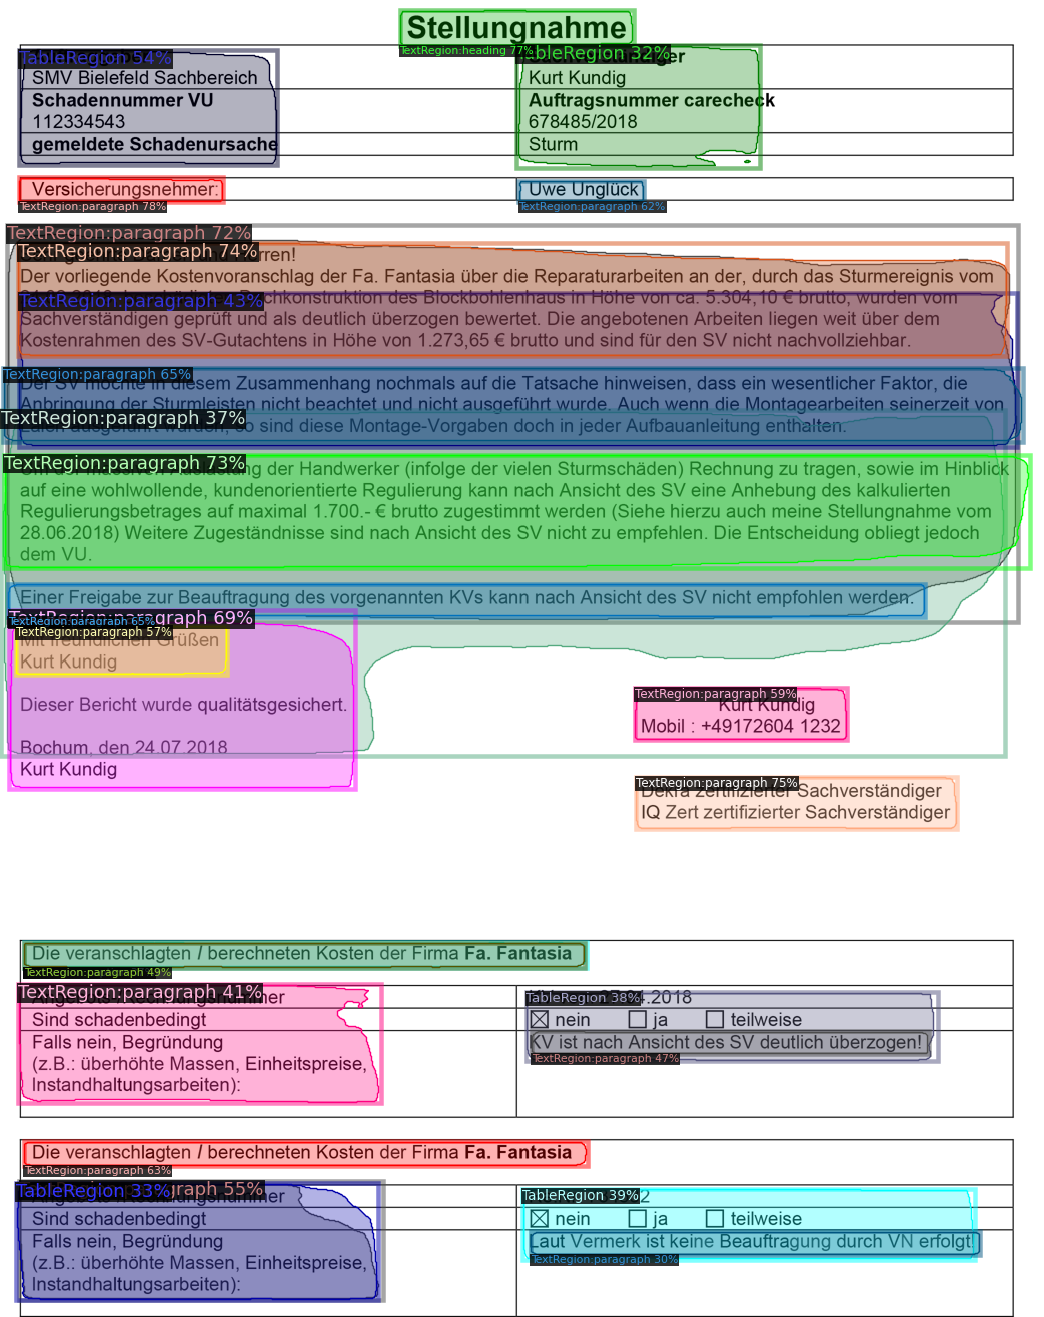 Stellungnahme
TextRegion:heading 77%
TableRegion 54%
TableRegion 32%
SMV Bielefeld Sachbereich
Kurt Kundig
Schadennummer VU
Auftragsnummer carecheck
112334543
678485/2018
gemeldete Schadenursache
Sturm
Versicherungsnehmer:
Uwe Unglück
TextRegion:paragraph 78%
TextRegion:paragraph 62%
TextRegion:paragraph 72%
TextRegion:paragraph 74%
Der vorliegende Kostenvoranschlag der Fa. Fantasia über die Reparaturarbeiten an der, durch das Sturmereignis vom
TableRegion 43%
des Blockbohlenhaus in Höhe von ca. 5.304,10 € brutto, wurden vom
Sachverständigen geprüft und als deutlich überzogen bewertet. Die angebotenen Arbeiten liegen weit über dem
Kostenrahmen des SV-Gutachtens in Höhe von 1.273,65 € brutto und sind für den SV nicht nachvollziehbar.
TextRegion:paragraph 65%
Der SV möchte in diesem Zusammenhang nochmals auf die Tatsache hinweisen, dass ein wesentlicher Faktor, die
Anbringung der Sturmleisten nicht beachtet und nicht ausgeführt wurde. Auch wenn die Montagearbeiten seinerzeit von
TextRegion:paragraph 37%
ausgeführt wurden, so sind diese Montage-Vorgaben doch in jeder Aufbauanleitung enthalten.
TextRegion:paragraph 73%
der Handwerker (infolge der vielen Sturmschäden) Rechnung zu tragen, sowie im Hinblick
auf eine wohlwollende, kundenorientierte Regulierung kann nach Ansicht des SV eine Anhebung des kalkulierten
Regulierungsbetrages auf maximal 1.700.- € brutto zugestimmt werden (Siehe hierzu auch meine Stellungnahme vom
28.06.2018) Weitere Zugeständnisse sind nach Ansicht des SV nicht zu empfehlen. Die Entscheidung obliegt jedoch
dem VU.
Einer Freigabe zur Beauftragung des vorgenannten KVs kann nach Ansicht des SV nicht empfohlen werden.
TextRegion:paragraph 69%
TextRegion:paragraph 65%
TextRegion:paragraph 57%
Mit freundlichen Grüßen
Kurt Kundig
TextRegion:paragraph 59%
Dieser Bericht wurde qualitätsgesichert.
Kurt Kundig
Mobil : +49172604 1232
Bochum, den 24.07.2018
Kurt Kundig
TextRegion:paragraph 75%
Dekra zertifizierter Sachverständiger
IQ Zert zertifizierter Sachverständiger
Die veranschlagten / berechneten Kosten der Firma Fa. Fantasia
TextRegion:paragraph 49%
TextRegion:paragraph 41%
TableRegion 38%
Sind schadenbedingt
nein ja teilweise
Falls nein, Begründung
KV ist nach Ansicht des SV deutlich überzogen!
TextRegion:paragraph 47%
(z.B.: überhöhte Massen, Einheitspreise,
Instandhaltungsarbeiten):
Die veranschlagten / berechneten Kosten der Firma Fa. Fantasia
TextRegion:paragraph 63%
TableRegion 33%
55%
TableRegion 39%
Sind schadenbedingt
nein ja teilweise
Falls nein, Begründung
Laut Vermerk ist keine Beauftragung durch VN erfolgt!
TextRegion:paragraph 30%
(z.B.: überhöhte Massen, Einheitspreise,
Instandhaltungsarbeiten):